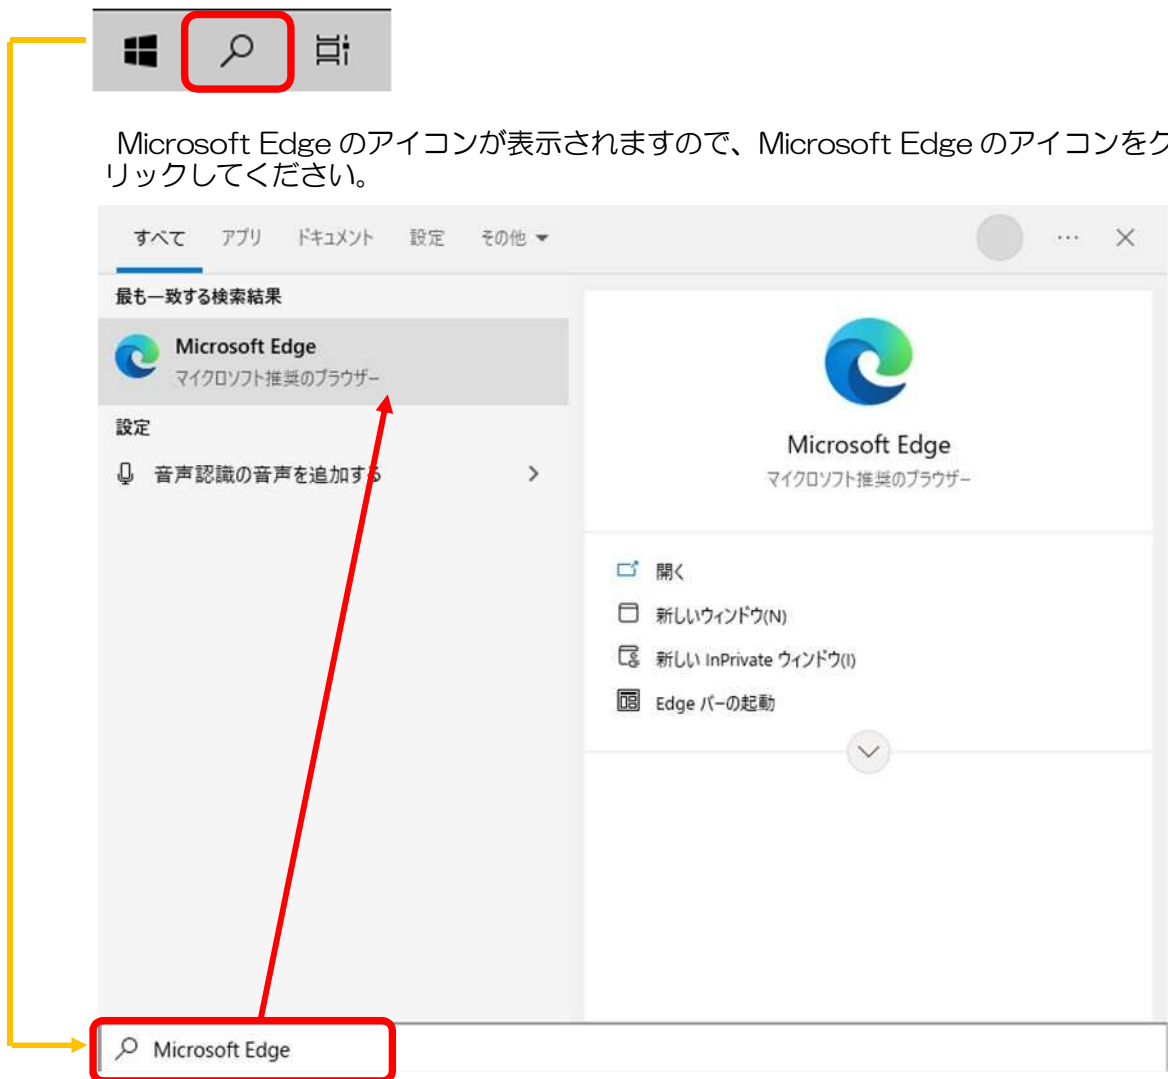 Microsoft Edge のアイコンが表示されますので、Microsoft Edge のアイコンをク
リックしてください。
すべて アプリ ドキュメント 設定 その他
最も一致する検索結果
Microsoft Edge
マイクロソフト推奨のブラウザー
設定
音声認識の音声を追加する
Microsoft Edge
マイクロソフト推奨のブラウザー
開く
新しいウィンドウ(N)
新しい InPrivate ウィンドウ(I)
Edge バーの起動
Microsoft Edge